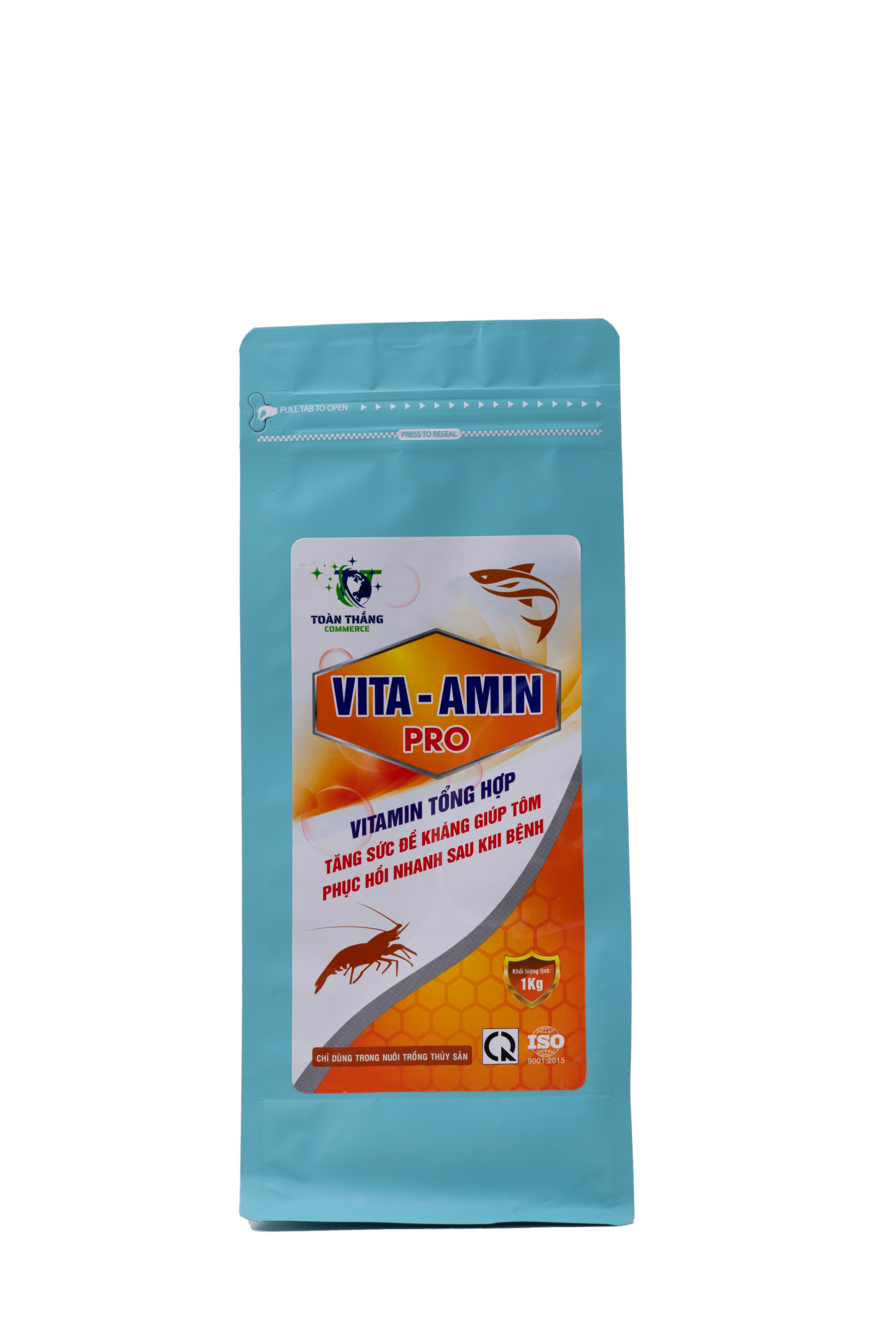 PULL TAB TO OPEN
PRESS TO RESEAL
TOÀN THẮNG
COMMERCE
VITA - AMIN
PRO
VITAMIN TỔNG HỢP
TĂNG SỨC ĐỀ KHÁNG GIÚP TÔM
PHỤC HỒI NHANH SAU KHI BỆNH
Khối lượng tịnh:
1Kg
CHỈ DÙNG TRONG NUÔI TRỒNG THỦY SẢN
ISO
9001:2015